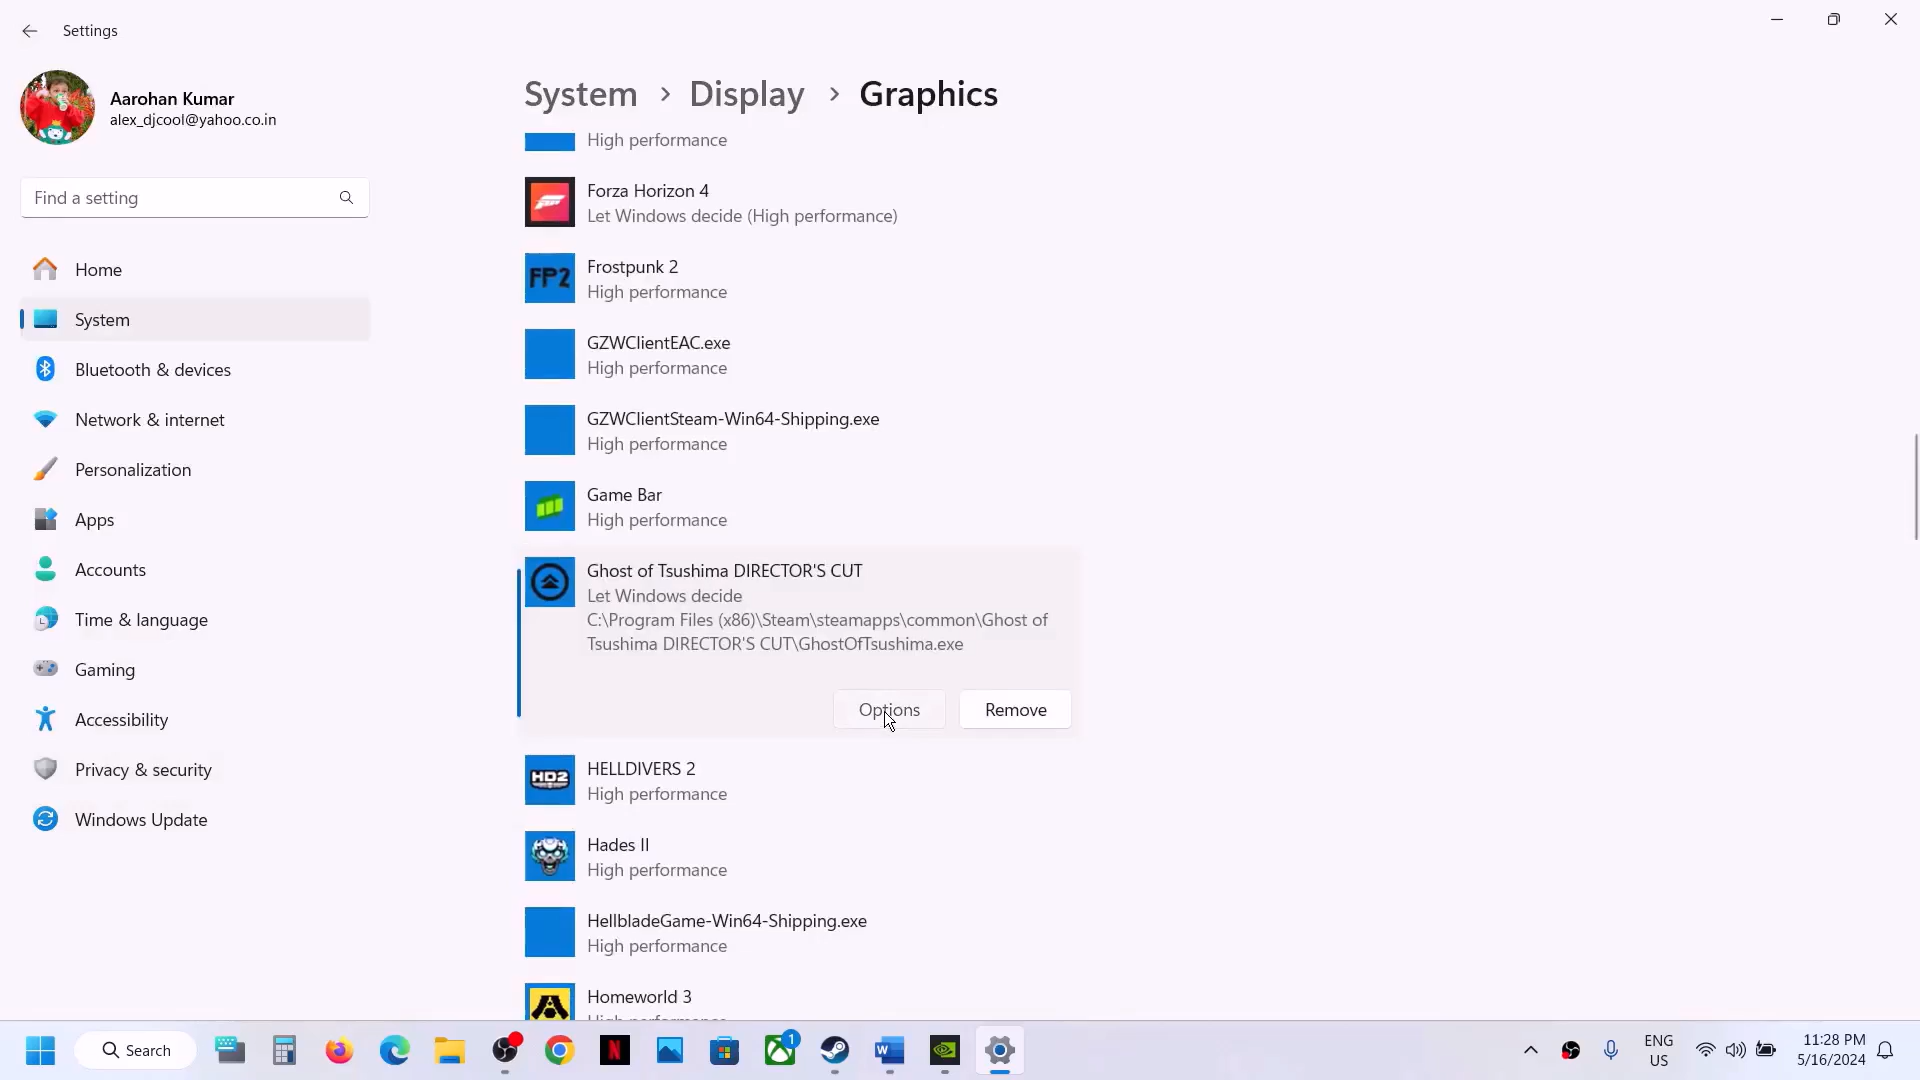 Settings
Aarohan Kumar
alex_djcool@yahoo.co.in
Find a setting
Home
System
Bluetooth & devices
Network & internet
Personalization
Apps
Accounts
Time & language
Gaming
Accessibility
Privacy & security
Windows Update
System > Display > Graphics
High performance
Forza Horizon 4
Let Windows decide (High performance)
FP2
Frostpunk 2
High performance
GZWClientEAC.exe
High performance
GZWClientSteam-Win64-Shipping.exe
High performance
Game Bar
High performance
Ghost of Tsushima DIRECTOR'S CUT
Let Windows decide
C:\Program Files (x86)\Steam\steamapps\common\Ghost of
Tsushima DIRECTOR'S CUT\GhostOfTsushima.exe
Options
Remove
HD2
HELLDIVERS 2
High performance
Hades II
High performance
HellbladeGame-Win64-Shipping.exe
High performance
Homeworld 3
High performance
Search
N
1
W
ENG
US
11:28 PM
5/16/2024